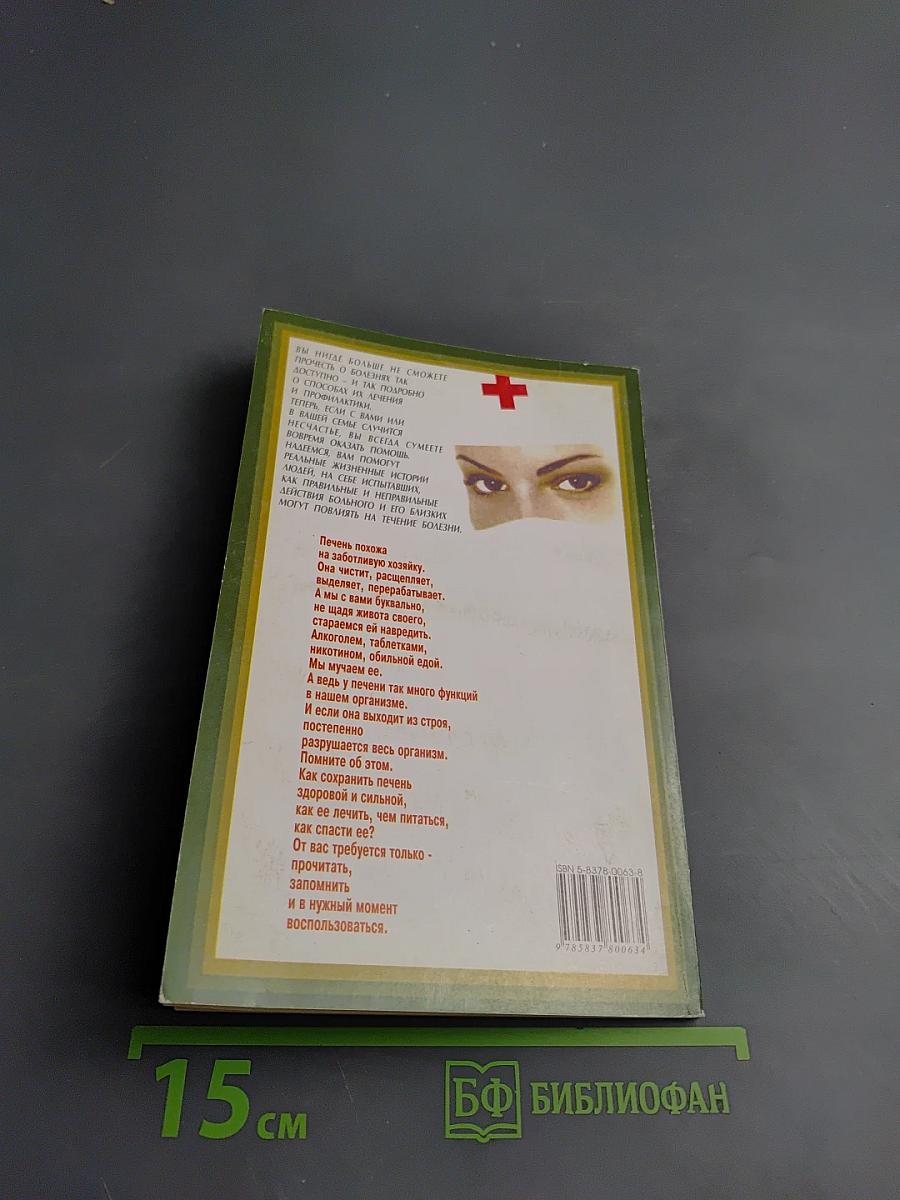 ВЫ НИГДЕ БОЛЬШЕ НЕ СМОЖЕТЕ
ПРОЧЕСТЬ О БОЛЕЗНЯХ ТАК
ДОСТУПНО – И ТАК ПОДРОБНО
О СПОСОБАХ ИХ ЛЕЧЕНИЯ
И ПРОФИЛАКТИКИ.
ТЕПЕРЬ, ЕСЛИ С ВАМИ ИЛИ
В ВАШЕЙ СЕМЬЕ СЛУЧИТСЯ
НЕСЧАСТЬЕ, ВЫ ВСЕГДА СУМЕЕТЕ
ВОВРЕМЯ ОКАЗАТЬ ПОМОЩЬ.
НАДЕЕМСЯ, ВАМ ПОМОГУТ
РЕАЛЬНЫЕ ЖИЗНЕННЫЕ ИСТОРИИ
ЛЮДЕЙ, НА СЕБЕ ИСПЫТАВШИХ,
КАК ПРАВИЛЬНЫЕ И НЕПРАВИЛЬНЫЕ
ДЕЙСТВИЯ БОЛЬНОГО И ЕГО БЛИЗКИХ
МОГУТ ПОВЛИЯТЬ НА ТЕЧЕНИЕ БОЛЕЗНИ.
Печень похожа
на заботливую хозяйку.
Она чистит, расщепляет,
выделяет, перерабатывает.
А мы с вами буквально,
не щадя живота своего,
стараемся ей навредить.
Алкоголем, таблетками,
никотином, обильной едой.
Мы мучаем ее.
А ведь у печени так много функций
в нашем организме.
И если она выходит из строя,
постепенно
разрушается весь организм.
Помните об этом.
Как сохранить печень
здоровой и сильной,
как ее лечить, чем питаться,
как спасти ее?
От вас требуется только -
прочитать,
запомнить
и в нужный момент
воспользоваться.
ISBN 5-8378-0063-8
9 785837 800634
15 см
БФ БИБЛИОФАН